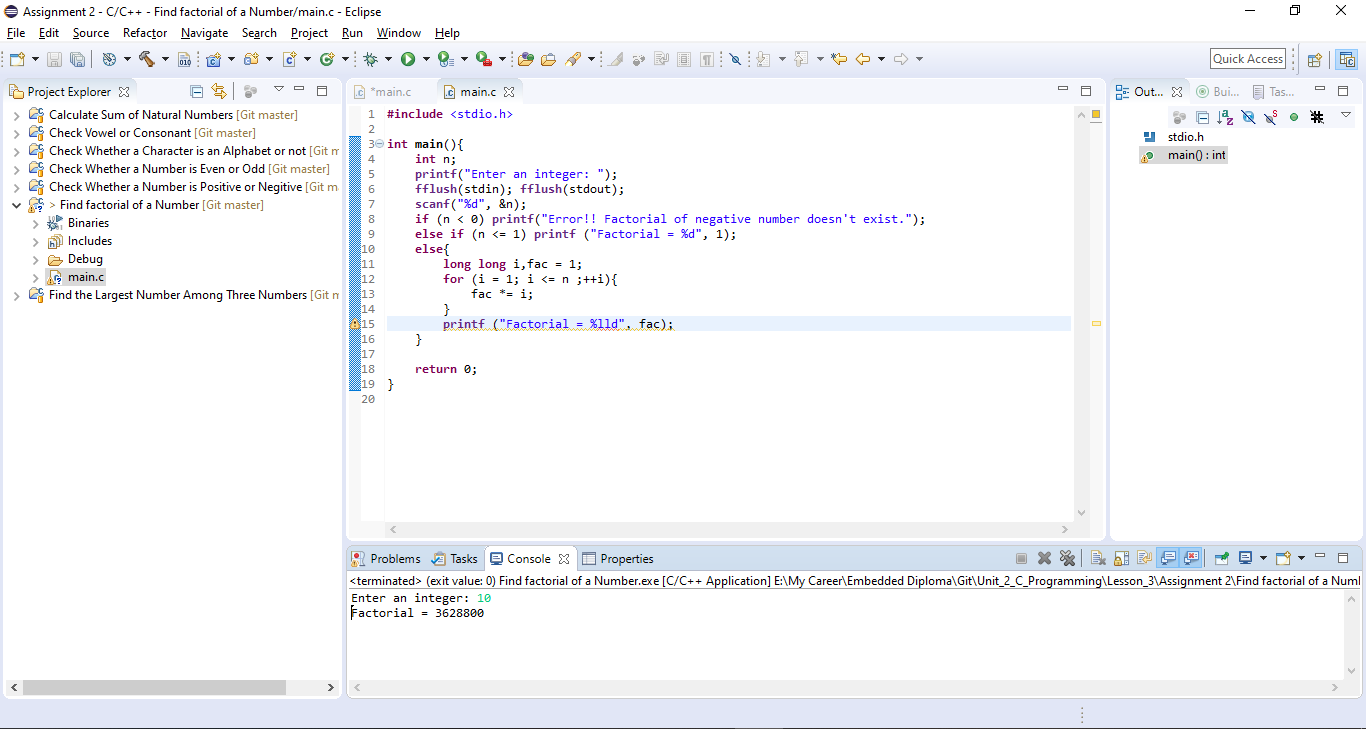 Assignment 2 - C/C++ - Find factorial of a Number/main.c - Eclipse
File Edit Source Refactor Navigate Search Project Run Window Help
Quick Access
Project Explorer
Calculate Sum of Natural Numbers [Git master]
Check Vowel or Consonant [Git master]
Check Whether a Character is an Alphabet or not [Git m
Check Whether a Number is Even or Odd [Git master]
Check Whether a Number is Positive or Negitive [Git m
> Find factorial of a Number [Git master]
Binaries
Includes
Debug
main.c
Find the Largest Number Among Three Numbers [Git m
*main.c main.c
1 #include <stdio.h>
2
3 int main(){
4 int n;
5 printf("Enter an integer: ");
6 fflush(stdin); fflush(stdout);
7 scanf("%d", &n);
8 if (n < 0) printf("Error!! Factorial of negative number doesn't exist.");
9 else if (n <= 1) printf ("Factorial = %d", 1);
10 else{
11 long long i,fac = 1;
12 for (i = 1; i <= n ;++i){
13 fac *= i;
14 }
15 printf ("Factorial = %lld", fac);
16 }
17
18 return 0;
19 }
20
Out... Bui... Tas...
stdio.h
main() : int
Problems Tasks Console Properties
<terminated> (exit value: 0) Find factorial of a Number.exe [C/C++ Application] E:\My Career\Embedded Diploma\Git\Unit_2_C_Programming\Lesson_3\Assignment 2\Find factorial of a Numl
Enter an integer: 10
Factorial = 3628800